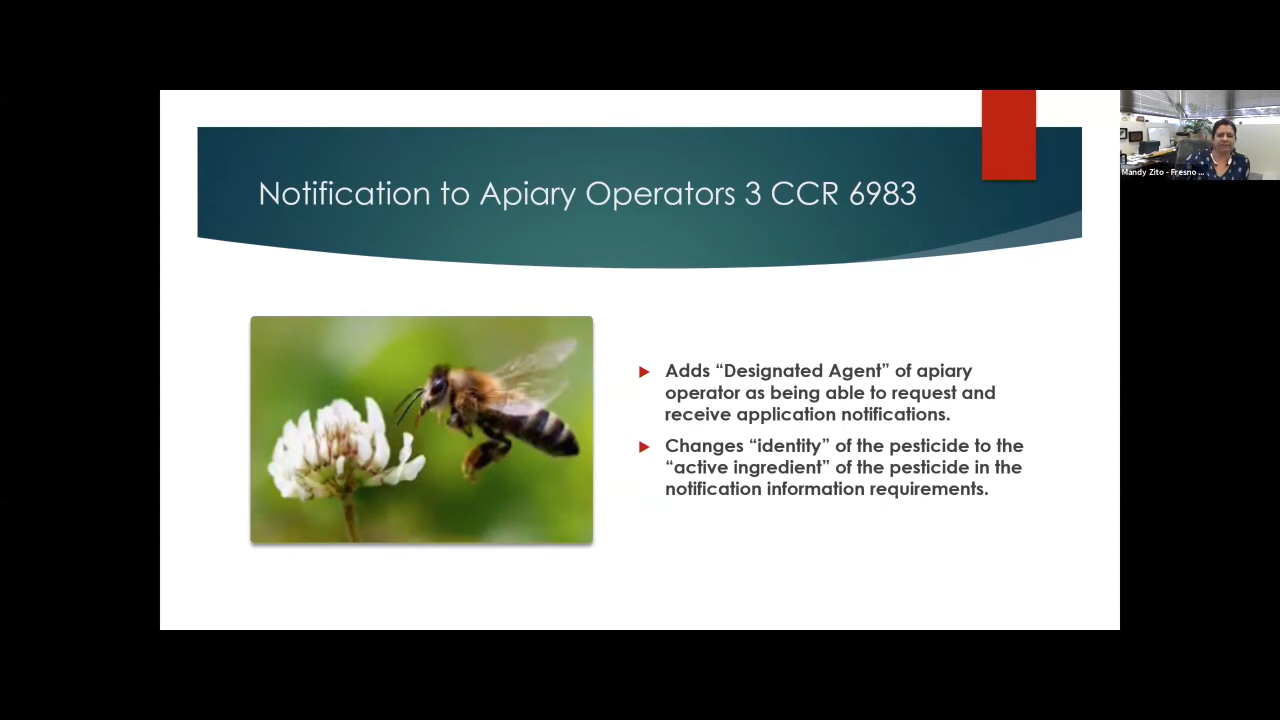 Notification to Apiary Operators 3 CCR 6983
Mandy Zito - Fresno ...
Adds “Designated Agent” of apiary
operator as being able to request and
receive application notifications.
Changes “identity” of the pesticide to the
“active ingredient” of the pesticide in the
notification information requirements.